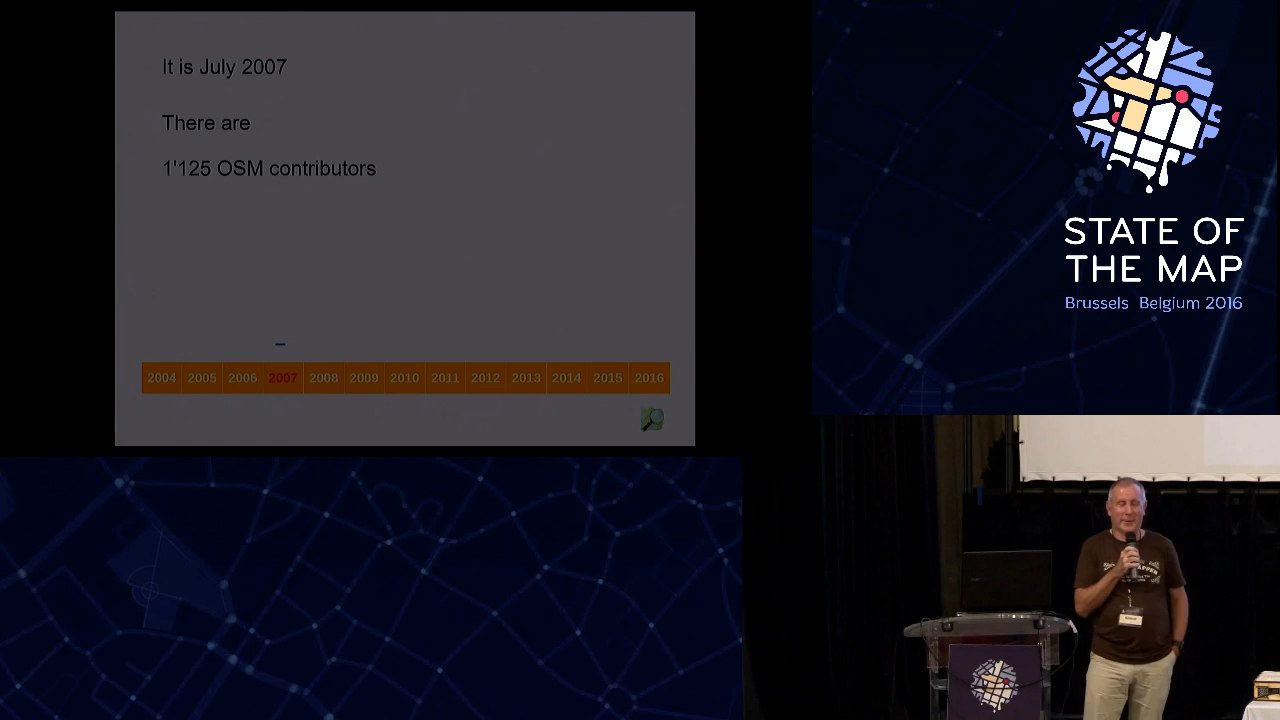 It is July 2007
There are
1'125 OSM contributors
2004 2005 2006 2007 2008 2009 2010 2011 2012 2013 2014 2015 2016
STATE OF
THE MAP
Brussels Belgium 2016